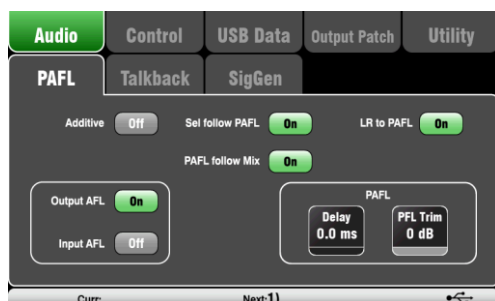 Audio Control USB Data Output Patch Utility
PAFL Talkback SigGen
Additive Off Sel follow PAFL On LR to PAFL On
PAFL follow Mix On
Output AFL On
Input AFL Off
PAFL
Delay PFL Trim
0.0 ms 0 dB
Curr: Next:1)